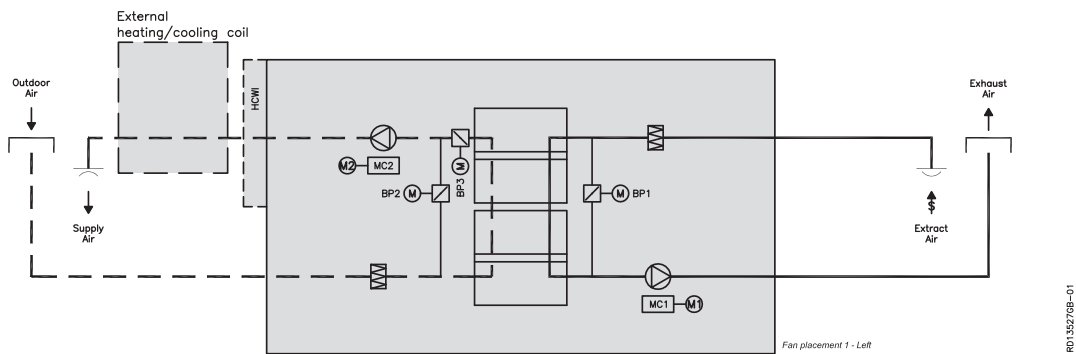 External
heating/cooling coil
Outdoor
Air
HCWI
Exhaust
Air
M2
MC2
M
BP3
BP2
M
M
BP1
Supply
Air
$
Extract
Air
MC1
M1
Fan placement 1 - Left
RD13527GB-01